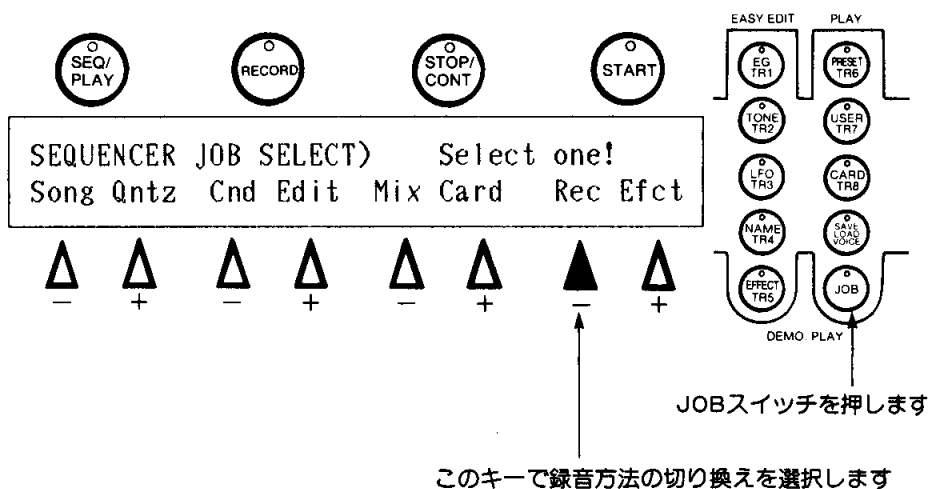 EASY EDIT
PLAY
SEQ/
PLAY
RECORD
STOP/
CONT
START
EG
TR1
PRESET
TR6
TONE
TR2
USER
TR7
SEQUENCER JOB SELECT) Select one!
Song Qntz Cnd Edit Mix Card Rec Efct
LFO
TR3
CARD
TR8
NAME
TR4
SAVE
LOAD
VOICE
EFFECT
TR5
JOB
− + − + − + − +
DEMO. PLAY
JOBスイッチを押します
このキーで録音方法の切り換えを選択します